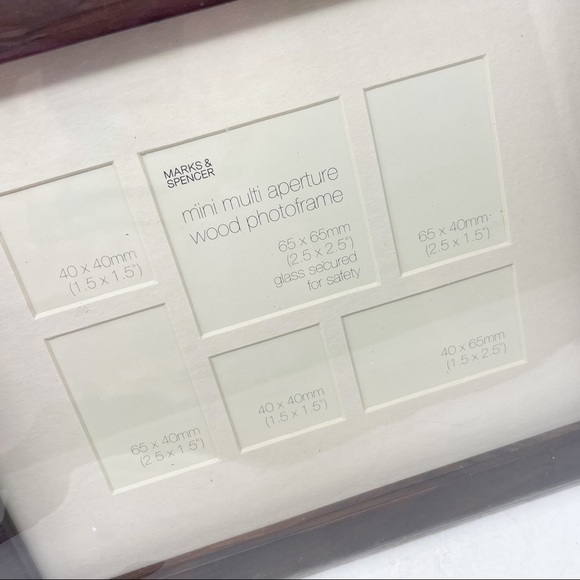 MARKS &
SPENCER
mini multi aperture
wood photoframe
65 x 65mm
(2.5 x 2.5")
glass secured
for safety
65 x 40mm
(2.5 x 1.5")
40 x 40mm
(1.5 x 1.5")
65 x 40mm
(2.5 x 1.5")
40 x 40mm
(1.5 x 1.5")
40 x 65mm
(1.5 x 2.5")